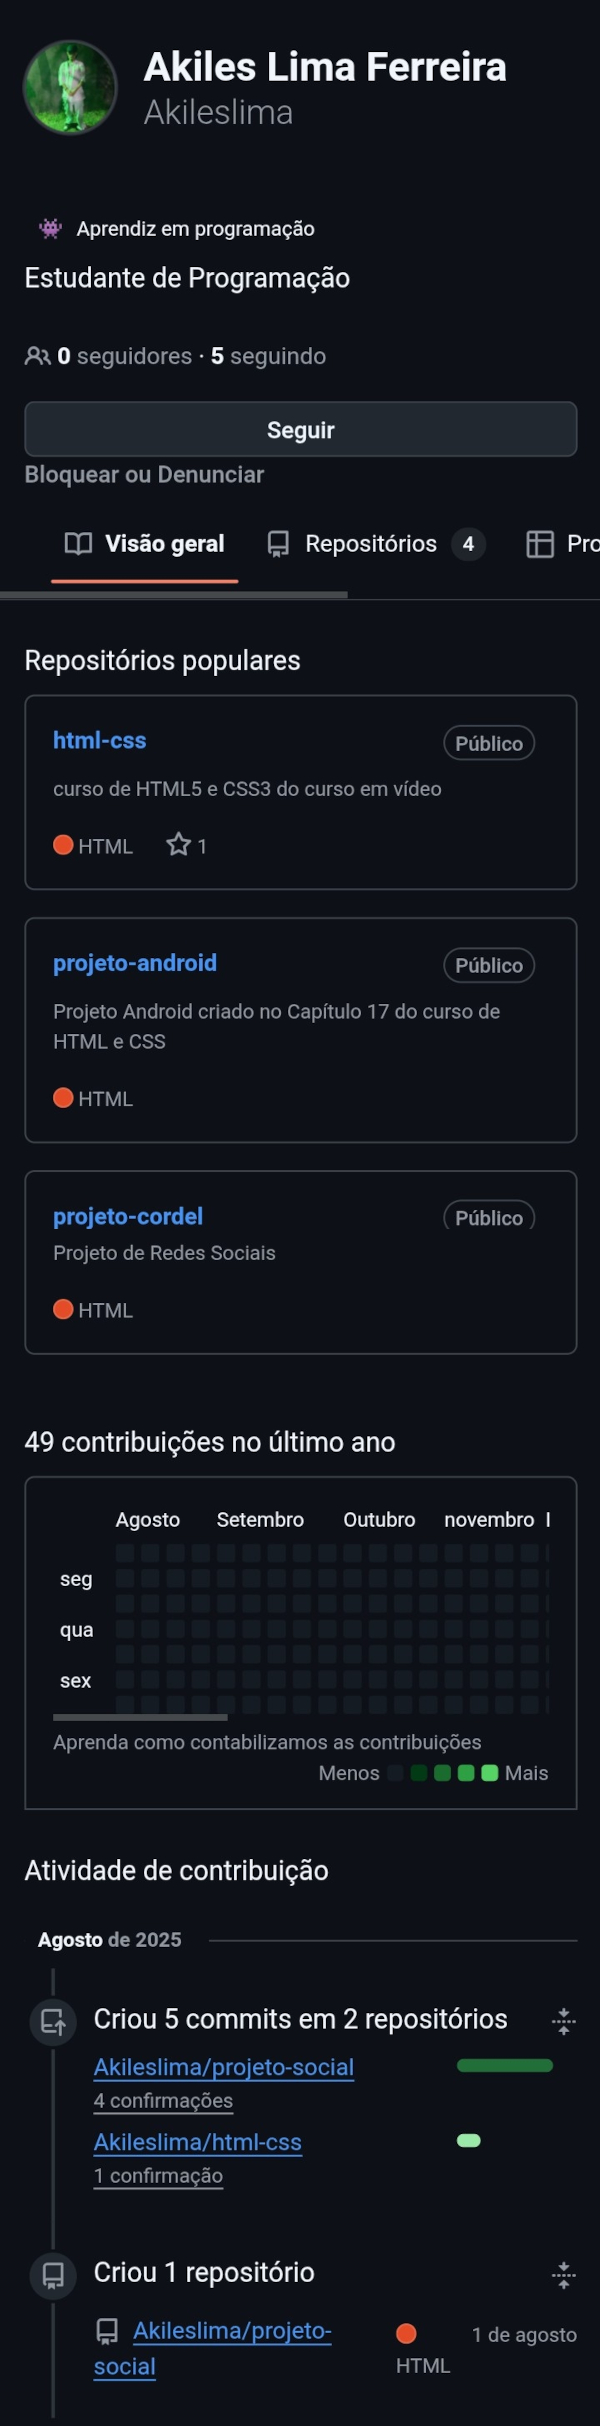 Akiles Lima Ferreira
Akileslima
Aprendiz em programação
Estudante de Programação
0 seguidores · 5 seguindo
Seguir
Bloquear ou Denunciar
Visão geral Repositórios 4 Pro
Repositórios populares
html-css Público
curso de HTML5 e CSS3 do curso em vídeo
HTML 1
projeto-android Público
Projeto Android criado no Capítulo 17 do curso de
HTML e CSS
HTML
projeto-cordel Público
Projeto de Redes Sociais
HTML
49 contribuições no último ano
Agosto Setembro Outubro novembro
seg
qua
sex
Aprenda como contabilizamos as contribuições
Menos Mais
Atividade de contribuição
Agosto de 2025
Criou 5 commits em 2 repositórios
Akileslima/projeto-social
4 confirmações
Akileslima/html-css
1 confirmação
Criou 1 repositório
Akileslima/projeto- 1 de agosto
social HTML